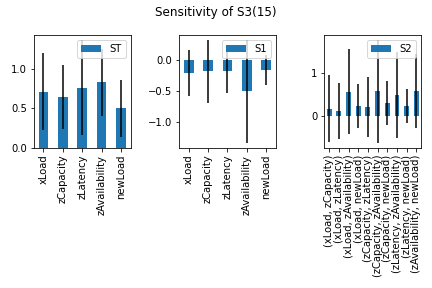 Sensitivity of S3(15)
ST
1.0
0.5
0.0
xLoad
zCapacity
zLatency
zAvailability
newLoad
S1
0.0
−0.5
−1.0
xLoad
zCapacity
zLatency
zAvailability
newLoad
S2
1
0
(xLoad, zCapacity)
(xLoad, zLatency)
(xLoad, zAvailability)
(xLoad, newLoad)
(zCapacity, zLatency)
(zCapacity, zAvailability)
(zCapacity, newLoad)
(zLatency, zAvailability)
(zLatency, newLoad)
(zAvailability, newLoad)